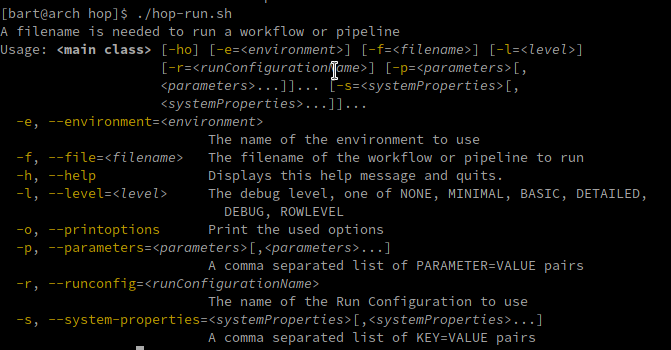 [bart@arch hop]$ ./hop-run.sh
A filename is needed to run a workflow or pipeline
Usage: <main class> [-ho] [-e=<environment>] [-f=<filename>] [-l=<level>]
[-r=<runConfigurationName>] [-p=<parameters>[,
<parameters>...]]... [-s=<systemProperties>[,
<systemProperties>...]]...
-e, --environment=<environment>
The name of the environment to use
-f, --file=<filename> The filename of the workflow or pipeline to run
-h, --help Displays this help message and quits.
-l, --level=<level> The debug level, one of NONE, MINIMAL, BASIC, DETAILED,
DEBUG, ROWLEVEL
-o, --printoptions Print the used options
-p, --parameters=<parameters>[,<parameters>...]
A comma separated list of PARAMETER=VALUE pairs
-r, --runconfig=<runConfigurationName>
The name of the Run Configuration to use
-s, --system-properties=<systemProperties>[,<systemProperties>...]
A comma separated list of KEY=VALUE pairs